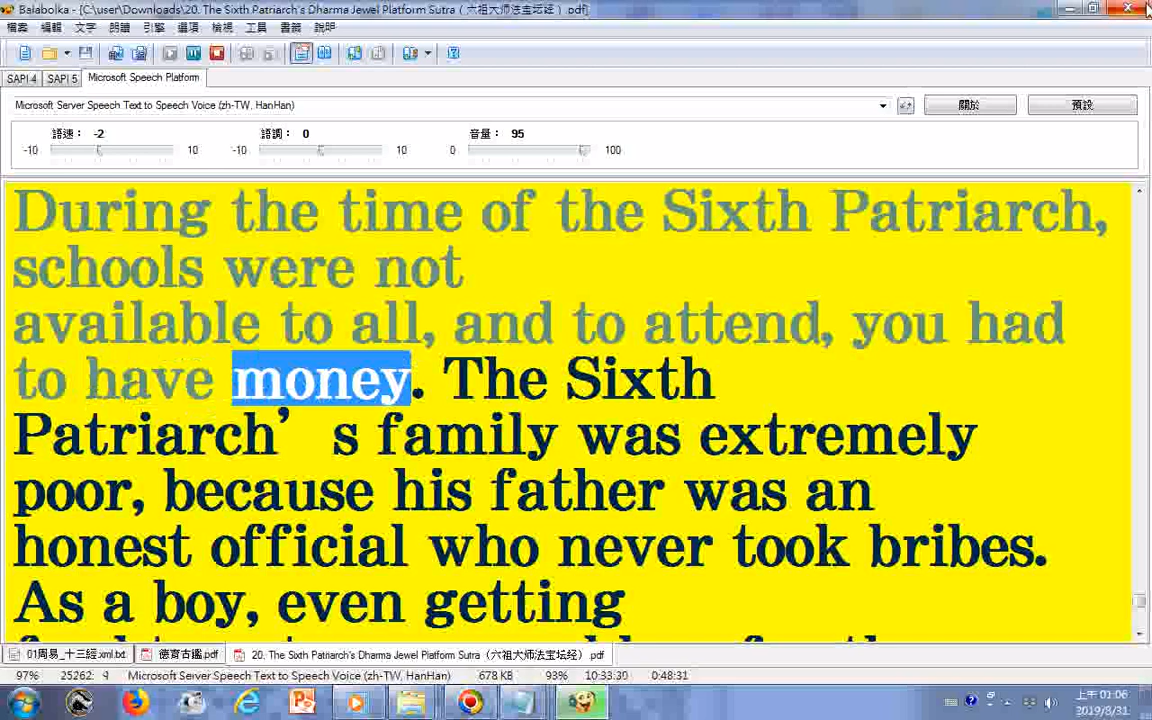 Balabolka - [C:\user\Downloads\20. The Sixth Patriarch's Dharma Jewel Platform Sutra（六祖大师法宝坛经）.pdf]
檔案 編輯 文字 朗讀 引擎 選項 檢視 工具 書籤 說明
SAPI 4 SAPI 5 Microsoft Speech Platform
Microsoft Server Speech Text to Speech Voice (zh-TW, HanHan)
關於 預設
語速： -2 語調： 0 音量： 95
-10 10 -10 10 0 100
During the time of the Sixth Patriarch,
schools were not
available to all, and to attend, you had
to have money. The Sixth
Patriarch’s family was extremely
poor, because his father was an
honest official who never took bribes.
As a boy, even getting
01周易_十三經.xml.txt 德育古鑑.pdf 20. The Sixth Patriarch's Dharma Jewel Platform Sutra（六祖大师法宝坛经）.pdf
97% Microsoft Server Speech Text to Speech Voice (zh-TW, HanHan) 678 KB 93% 10:33:30 0:48:31
上午 01:06
2019/8/31